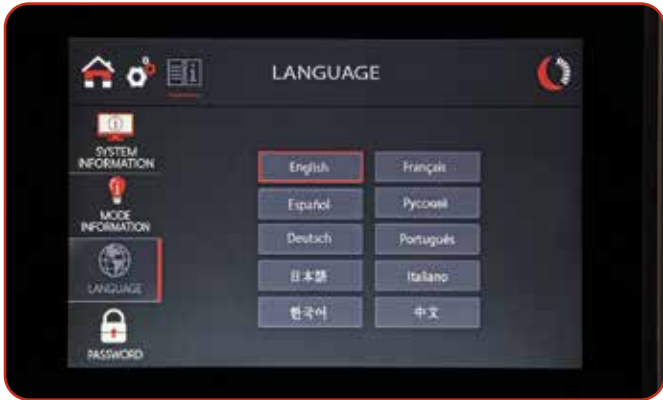 LANGUAGE
SYSTEM
INFORMATION
MODE
INFORMATION
LANGUAGE
PASSWORD
English
Français
Español
Русский
Deutsch
Português
日本語
Italiano
한국어
中文